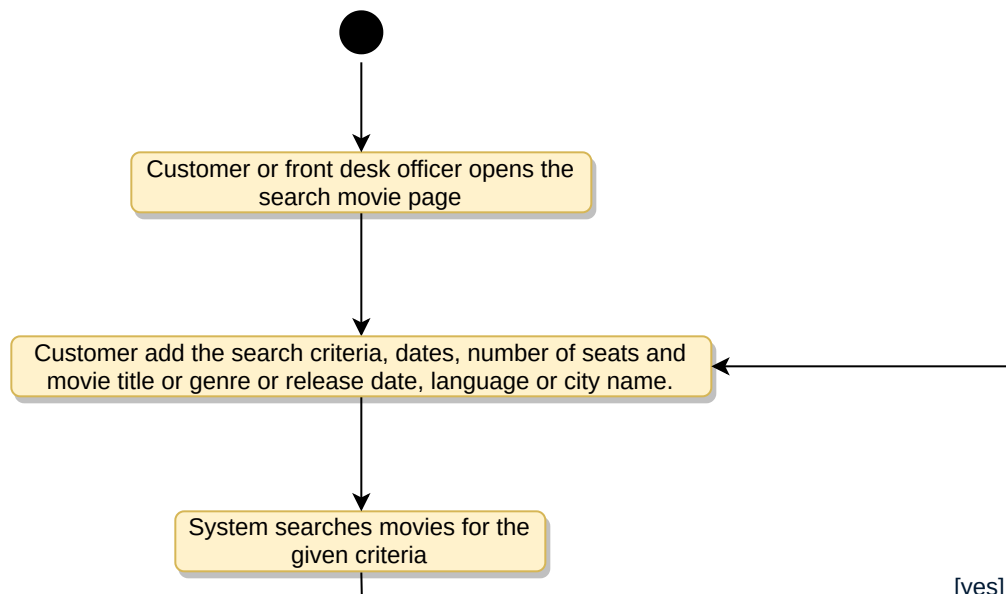 Customer or front desk officer opens the
search movie page
Customer add the search criteria, dates, number of seats and
movie title or genre or release date, language or city name.
System searches movies for the
given criteria
[yes]